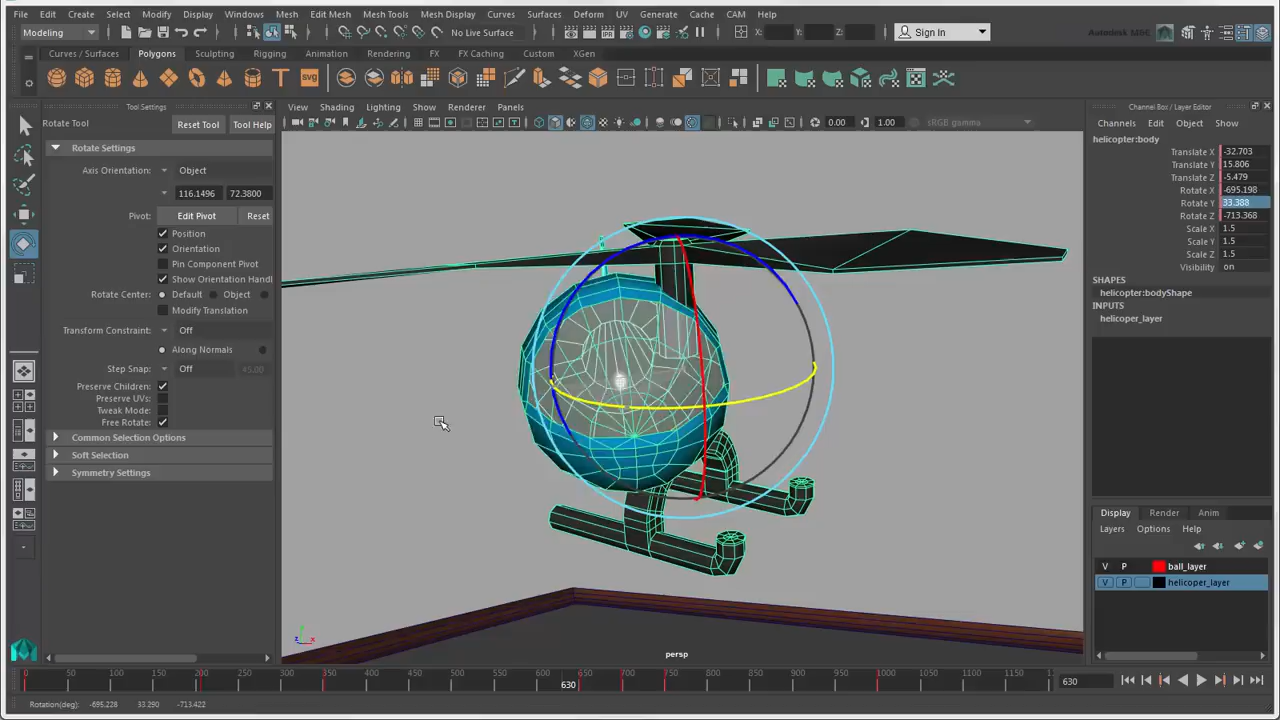 File Edit Create Select Modify Display Windows Mesh Edit Mesh Mesh Tools Mesh Display Curves Surfaces Deform UV Generate Cache CAM Help
Modeling No Live Surface Sign In
Curves / Surfaces Polygons Sculpting Rigging Animation Rendering FX FX Caching Custom XGen
T SVG
Tool Settings
Rotate Tool Reset Tool Tool Help
Rotate Settings
Axis Orientation: Object
116.1496 72.3800
Pivot: Edit Pivot Reset
Position
Orientation
Pin Component Pivot
Show Orientation Handl
Rotate Center: Default Object
Modify Translation
Transform Constraint: Off
Along Normals
Step Snap: Off 45.00
Preserve Children:
Preserve UVs:
Tweak Mode:
Free Rotate:
Common Selection Options
Soft Selection
Symmetry Settings
View Shading Lighting Show Renderer Panels
0.00 1.00 sRGB gamma
persp
Channel Box / Layer Editor
Channels Edit Object Show
helicopter:body
Translate X -32.703
Translate Y 15.806
Translate Z -5.479
Rotate X -695.198
Rotate Y 33.388
Rotate Z -713.368
Scale X 1.5
Scale Y 1.5
Scale Z 1.5
Visibility on
SHAPES
helicopter:bodyShape
INPUTS
helicoper_layer
Display Render Anim
Layers Options Help
V P ball_layer
V P helicoper_layer
0 50 100 150 200 250 300 350 400 450 500 550 600 650 700 750 800 850 900 950 1000 1050 1100 1
630 630
Rotation(deg): -695.228 33.290 -713.422